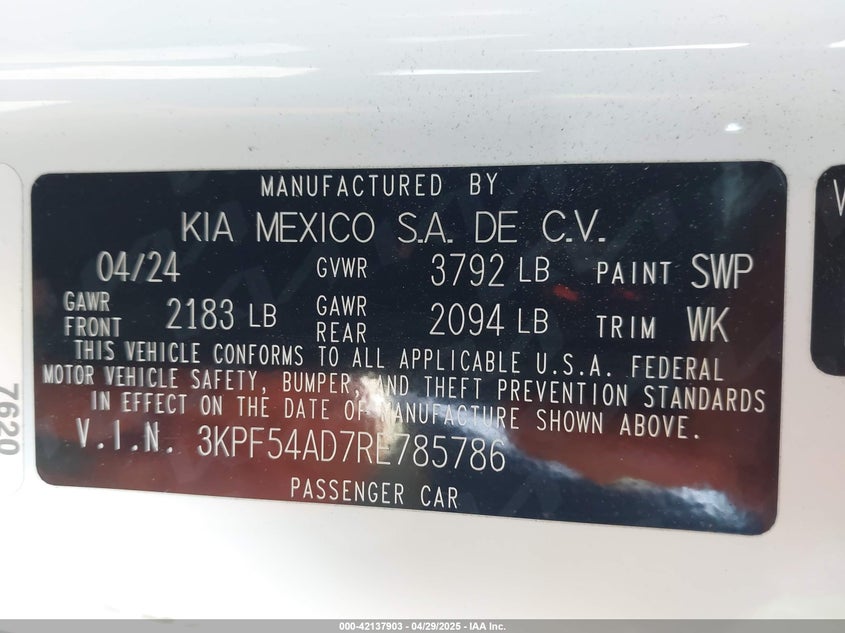 MANUFACTURED BY
KIA MEXICO S.A. DE C.V.
04/24 GVWR 3792 LB PAINT SWP
GAWR FRONT 2183 LB GAWR REAR 2094 LB TRIM WK
THIS VEHICLE CONFORMS TO ALL APPLICABLE U.S.A. FEDERAL
MOTOR VEHICLE SAFETY, BUMPER, AND THEFT PREVENTION STANDARDS
IN EFFECT ON THE DATE OF MANUFACTURE SHOWN ABOVE.
V.I.N. 3KPF54AD7RE785786
PASSENGER CAR
7620
000-42137903 - 04/29/2025 - IAA Inc.